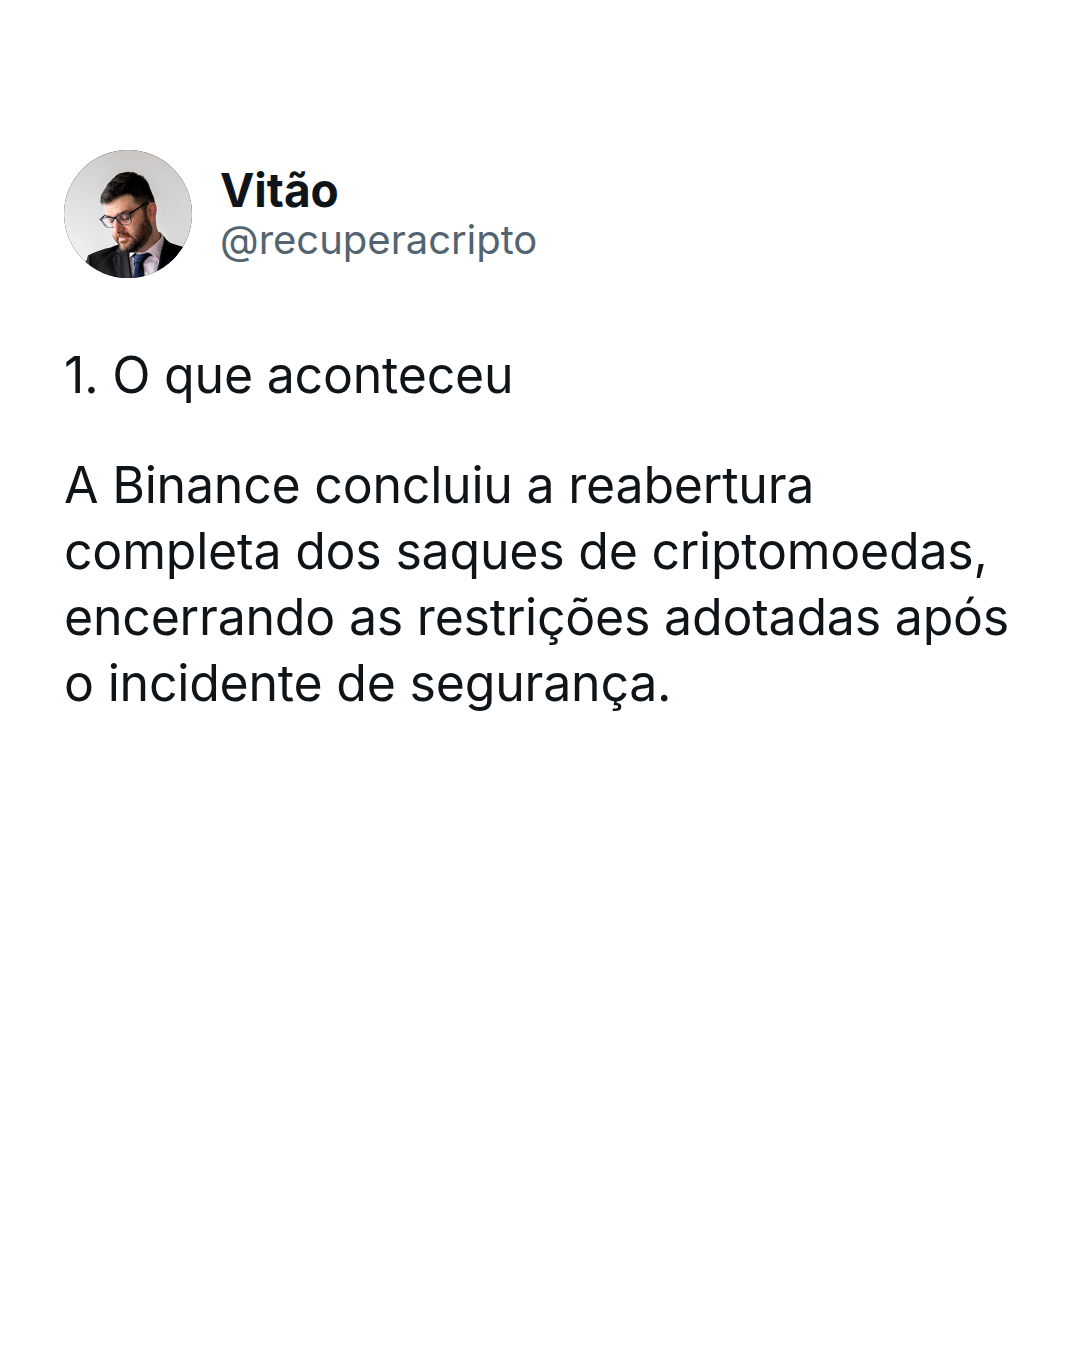 Vitão
@recuperacripto
1. O que aconteceu
A Binance concluiu a reabertura
completa dos saques de criptomoedas,
encerrando as restrições adotadas após
o incidente de segurança.